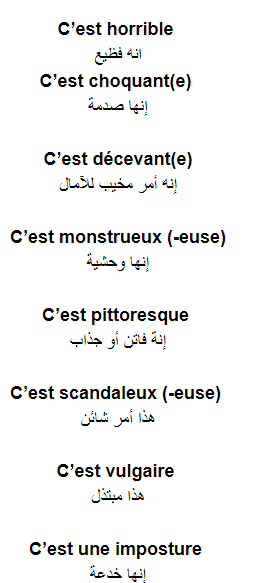 C'est horrible
انه فظيع
C'est choquant(e)
إنها صدمة
C'est décevant(e)
إنه أمر مخيب للآمال
C'est monstrueux (-euse)
إنها وحشية
C'est pittoresque
إنة فاتن أو جذاب
C'est scandaleux (-euse)
هذا أمر شائن
C'est vulgaire
هذا مبتذل
C'est une imposture
إنها خدعة